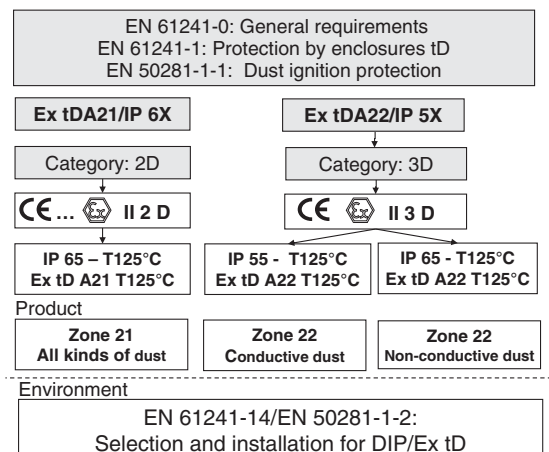 EN 61241-0: General requirements
EN 61241-1: Protection by enclosures tD
EN 50281-1-1: Dust ignition protection
Ex tDA21/IP 6X
Ex tDA22/IP 5X
Category: 2D
Category: 3D
CE ... Ex II 2 D
CE Ex II 3 D
IP 65 – T125°C
Ex tD A21 T125°C
IP 55 - T125°C
Ex tD A22 T125°C
IP 65 - T125°C
Ex tD A22 T125°C
Product
Zone 21
All kinds of dust
Zone 22
Conductive dust
Zone 22
Non-conductive dust
Environment
EN 61241-14/EN 50281-1-2:
Selection and installation for DIP/Ex tD